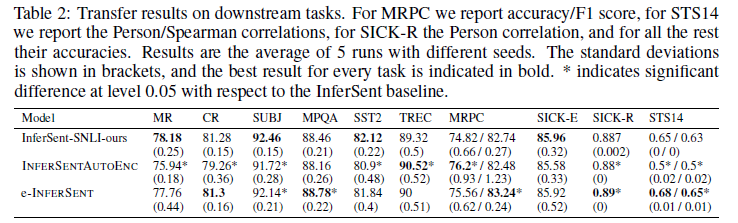 Table 2: Transfer results on downstream tasks. For MRPC we report accuracy/F1 score, for STS14
we report the Person/Spearman correlations, for SICK-R the Person correlation, and for all the rest
their accuracies. Results are the average of 5 runs with different seeds. The standard deviations
is shown in brackets, and the best result for every task is indicated in bold. * indicates significant
difference at level 0.05 with respect to the InferSent baseline.
Model MR CR SUBJ MPQA SST2 TREC MRPC SICK-E SICK-R STS14
InferSent-SNLI-ours 78.18 81.28 92.46 88.46 82.12 89.32 74.82 / 82.74 85.96 0.887 0.65 / 0.63
(0.25) (0.15) (0.15) (0.21) (0.22) (0.5) (0.66 / 0.27) (0.32) (0.002) (0 / 0)
INFERSENTAUTOENC 75.94* 79.26* 91.72* 88.16 80.9* 90.52* 76.2* / 82.48 85.58 0.88* 0.5* / 0.5*
(0.18) (0.36) (0.28) (0.26) (0.48) (0.52) (0.93 / 1.23) (0.33) (0) (0.02 / 0.02)
e-INFERSENT 77.76 81.3 92.14* 88.78* 81.84 90 75.56 / 83.24* 85.92 0.89* 0.68 / 0.65*
(0.44) (0.16) (0.21) (0.22) (0.4) (0.51) (0.62 / 0.24) (0.52) (0) (0.01 / 0.01)